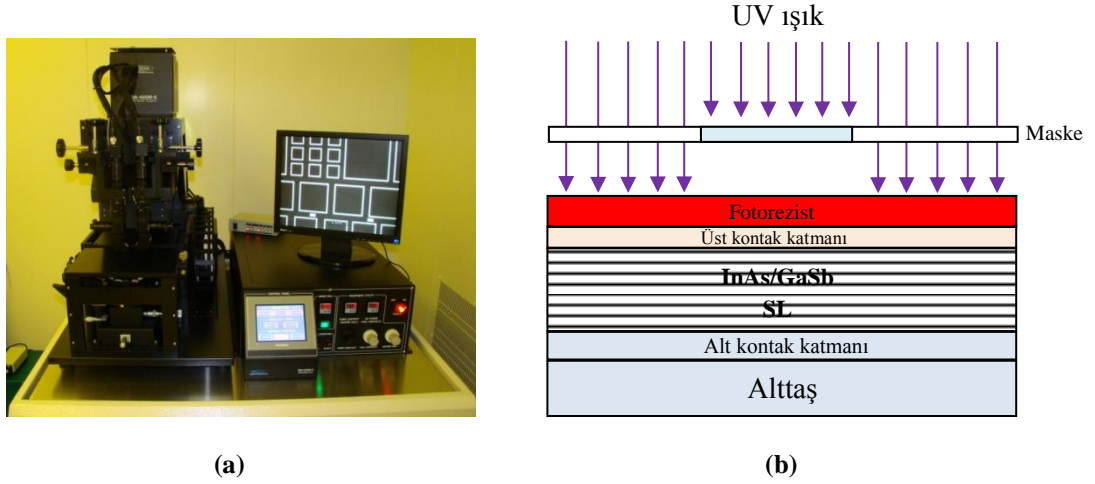 UV ışık
Maske
Fotorezist
Üst kontak katmanı
InAs/GaSb
SL
Alt kontak katmanı
Alttaş
(a)
(b)